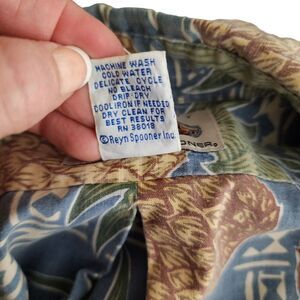 MACHINE WASH
COLD WATER
DELICATE CYCLE
NO BLEACH
DRIP DRY
COOL IRON IF NEEDED
DRY CLEAN FOR
BEST RESULTS
RN 38018
©Reyn Spooner Inc.
OONER®